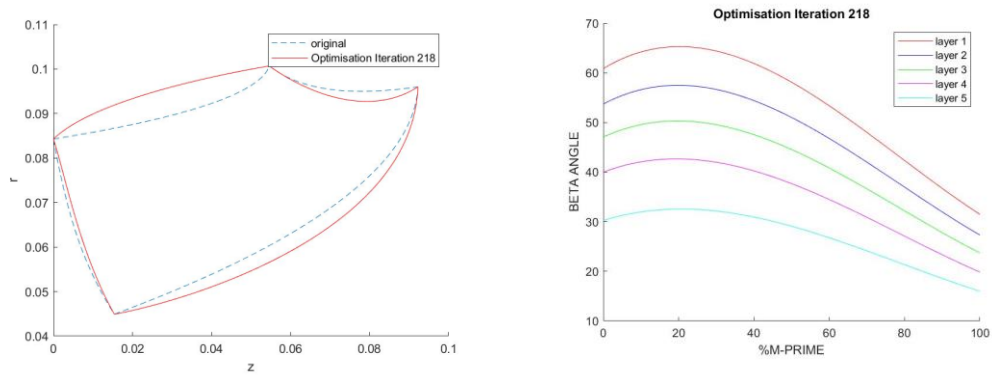 0.11
0.1
0.09
0.08
0.07
0.06
0.05
0.04
r
0
0.02
0.04
0.06
0.08
0.1
z
original
Optimisation Iteration 218
Optimisation Iteration 218
70
60
50
40
30
20
10
BETA ANGLE
0
20
40
60
80
100
%M-PRIME
layer 1
layer 2
layer 3
layer 4
layer 5